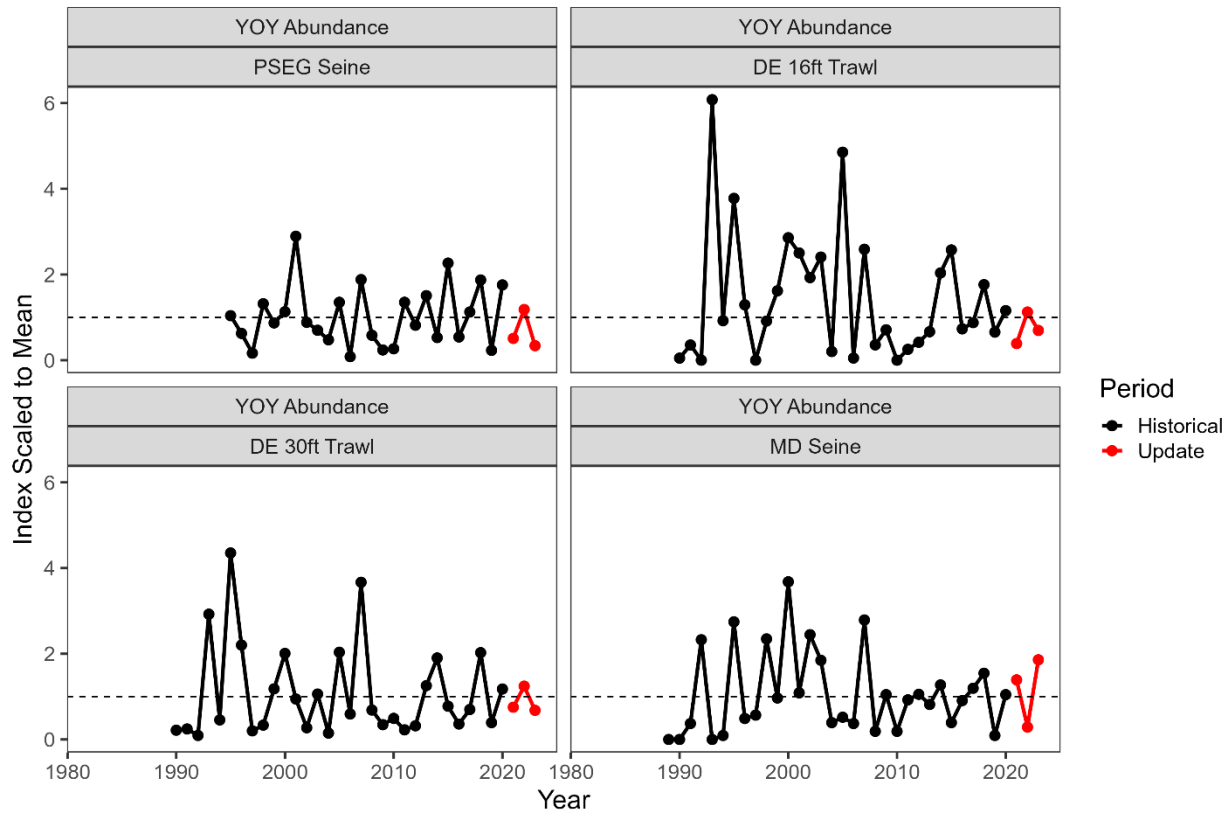 YOY Abundance
PSEG Seine
YOY Abundance
DE 16ft Trawl
6
4
2
0
YOY Abundance
DE 30ft Trawl
YOY Abundance
MD Seine
6
4
2
0
1980
1990
2000
2010
2020
1980
1990
2000
2010
2020
Index Scaled to Mean
Year
Period
Historical
Update